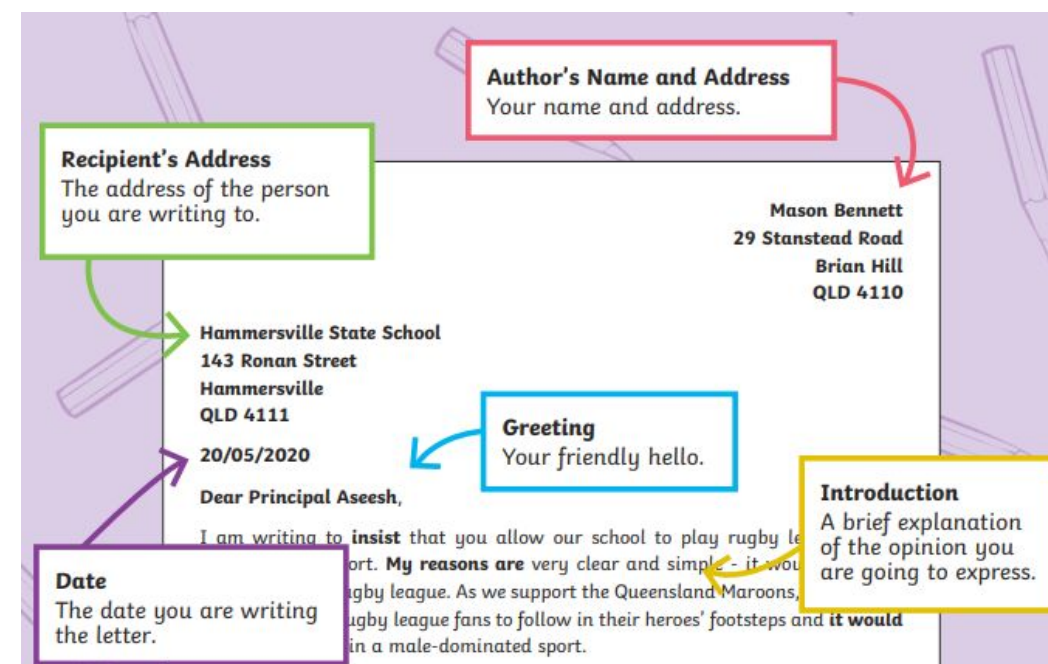 Author's Name and Address
Your name and address.
Recipient's Address
The address of the person
you are writing to.
Mason Bennett
29 Stanstead Road
Brian Hill
QLD 4110
Hammersville State School
143 Ronan Street
Hammersville
QLD 4111
Greeting
Your friendly hello.
20/05/2020
Dear Principal Aseesh,
Introduction
A brief explanation
of the opinion you
are going to express.
I am writing to insist that you allow our school to play rugby
My reasons are very clear and simple - it
league. As we support the Queensland Maroons,
league fans to follow in their heroes' footsteps and it would
in a male-dominated sport.
Date
The date you are writing
the letter.